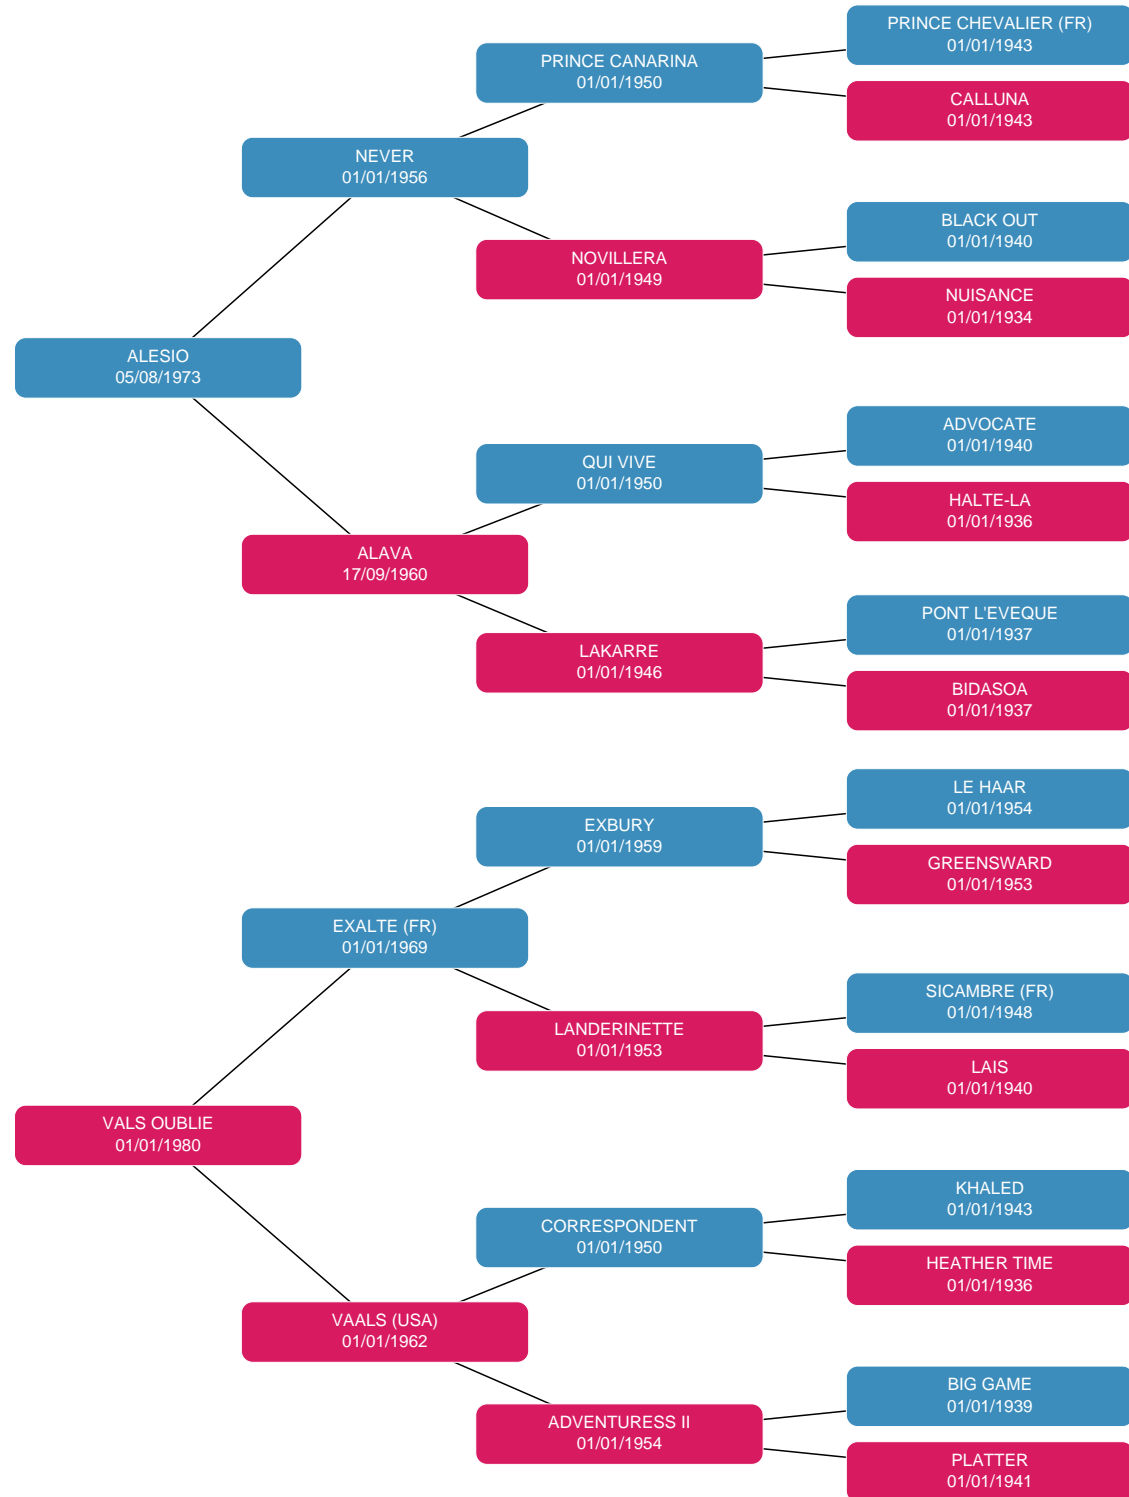 PRINCE CHEVALIER (FR)
01/01/1943
PRINCE CANARINA
01/01/1950
CALLUNA
01/01/1943
NEVER
01/01/1956
BLACK OUT
01/01/1940
NOVILLERA
01/01/1949
NUISANCE
01/01/1934
ALESIO
05/08/1973
ADVOCATE
01/01/1940
QUI VIVE
01/01/1950
HALTE-LA
01/01/1936
ALAVA
17/09/1960
PONT L'EVEQUE
01/01/1937
LAKARRE
01/01/1946
BIDASOA
01/01/1937
LE HAAR
01/01/1954
EXBURY
01/01/1959
GREENSWARD
01/01/1953
EXALTE (FR)
01/01/1969
SICAMBRE (FR)
01/01/1948
LANDERINETTE
01/01/1953
LAIS
01/01/1940
VALS OUBLIE
01/01/1980
KHALED
01/01/1943
CORRESPONDENT
01/01/1950
HEATHER TIME
01/01/1936
VAALS (USA)
01/01/1962
BIG GAME
01/01/1939
ADVENTURESS II
01/01/1954
PLATTER
01/01/1941